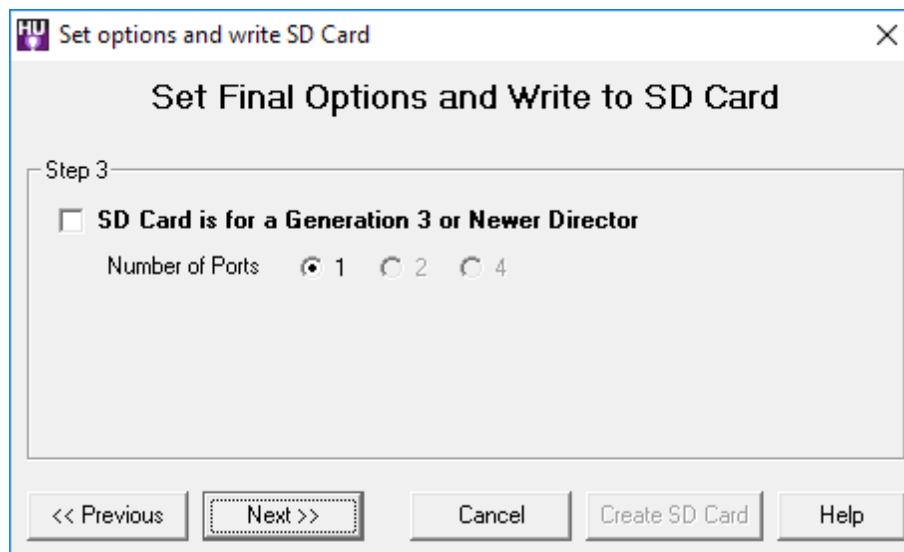 HU Set options and write SD Card
Set Final Options and Write to SD Card
Step 3
SD Card is for a Generation 3 or Newer Director
Number of Ports 1 2 4
<< Previous Next >> Cancel Create SD Card Help